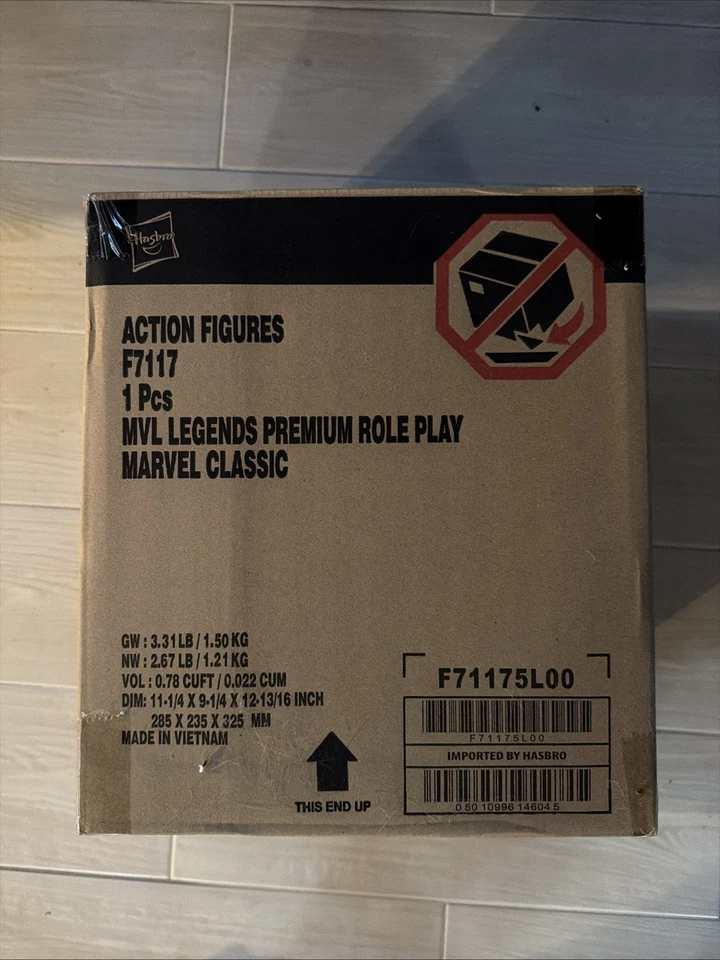 Hasbro
ACTION FIGURES
F7117
1 Pcs
MVL LEGENDS PREMIUM ROLE PLAY
MARVEL CLASSIC
GW : 3.31 LB / 1.50 KG
NW : 2.67 LB / 1.21 KG
VOL : 0.78 CUFT / 0.022 CUM
DIM: 11-1/4 X 9-1/4 X 12-13/16 INCH
285 X 235 X 325 MM
MADE IN VIETNAM
THIS END UP
F71175L00
F71175L00
IMPORTED BY HASBRO
0 50 10996 14604 5